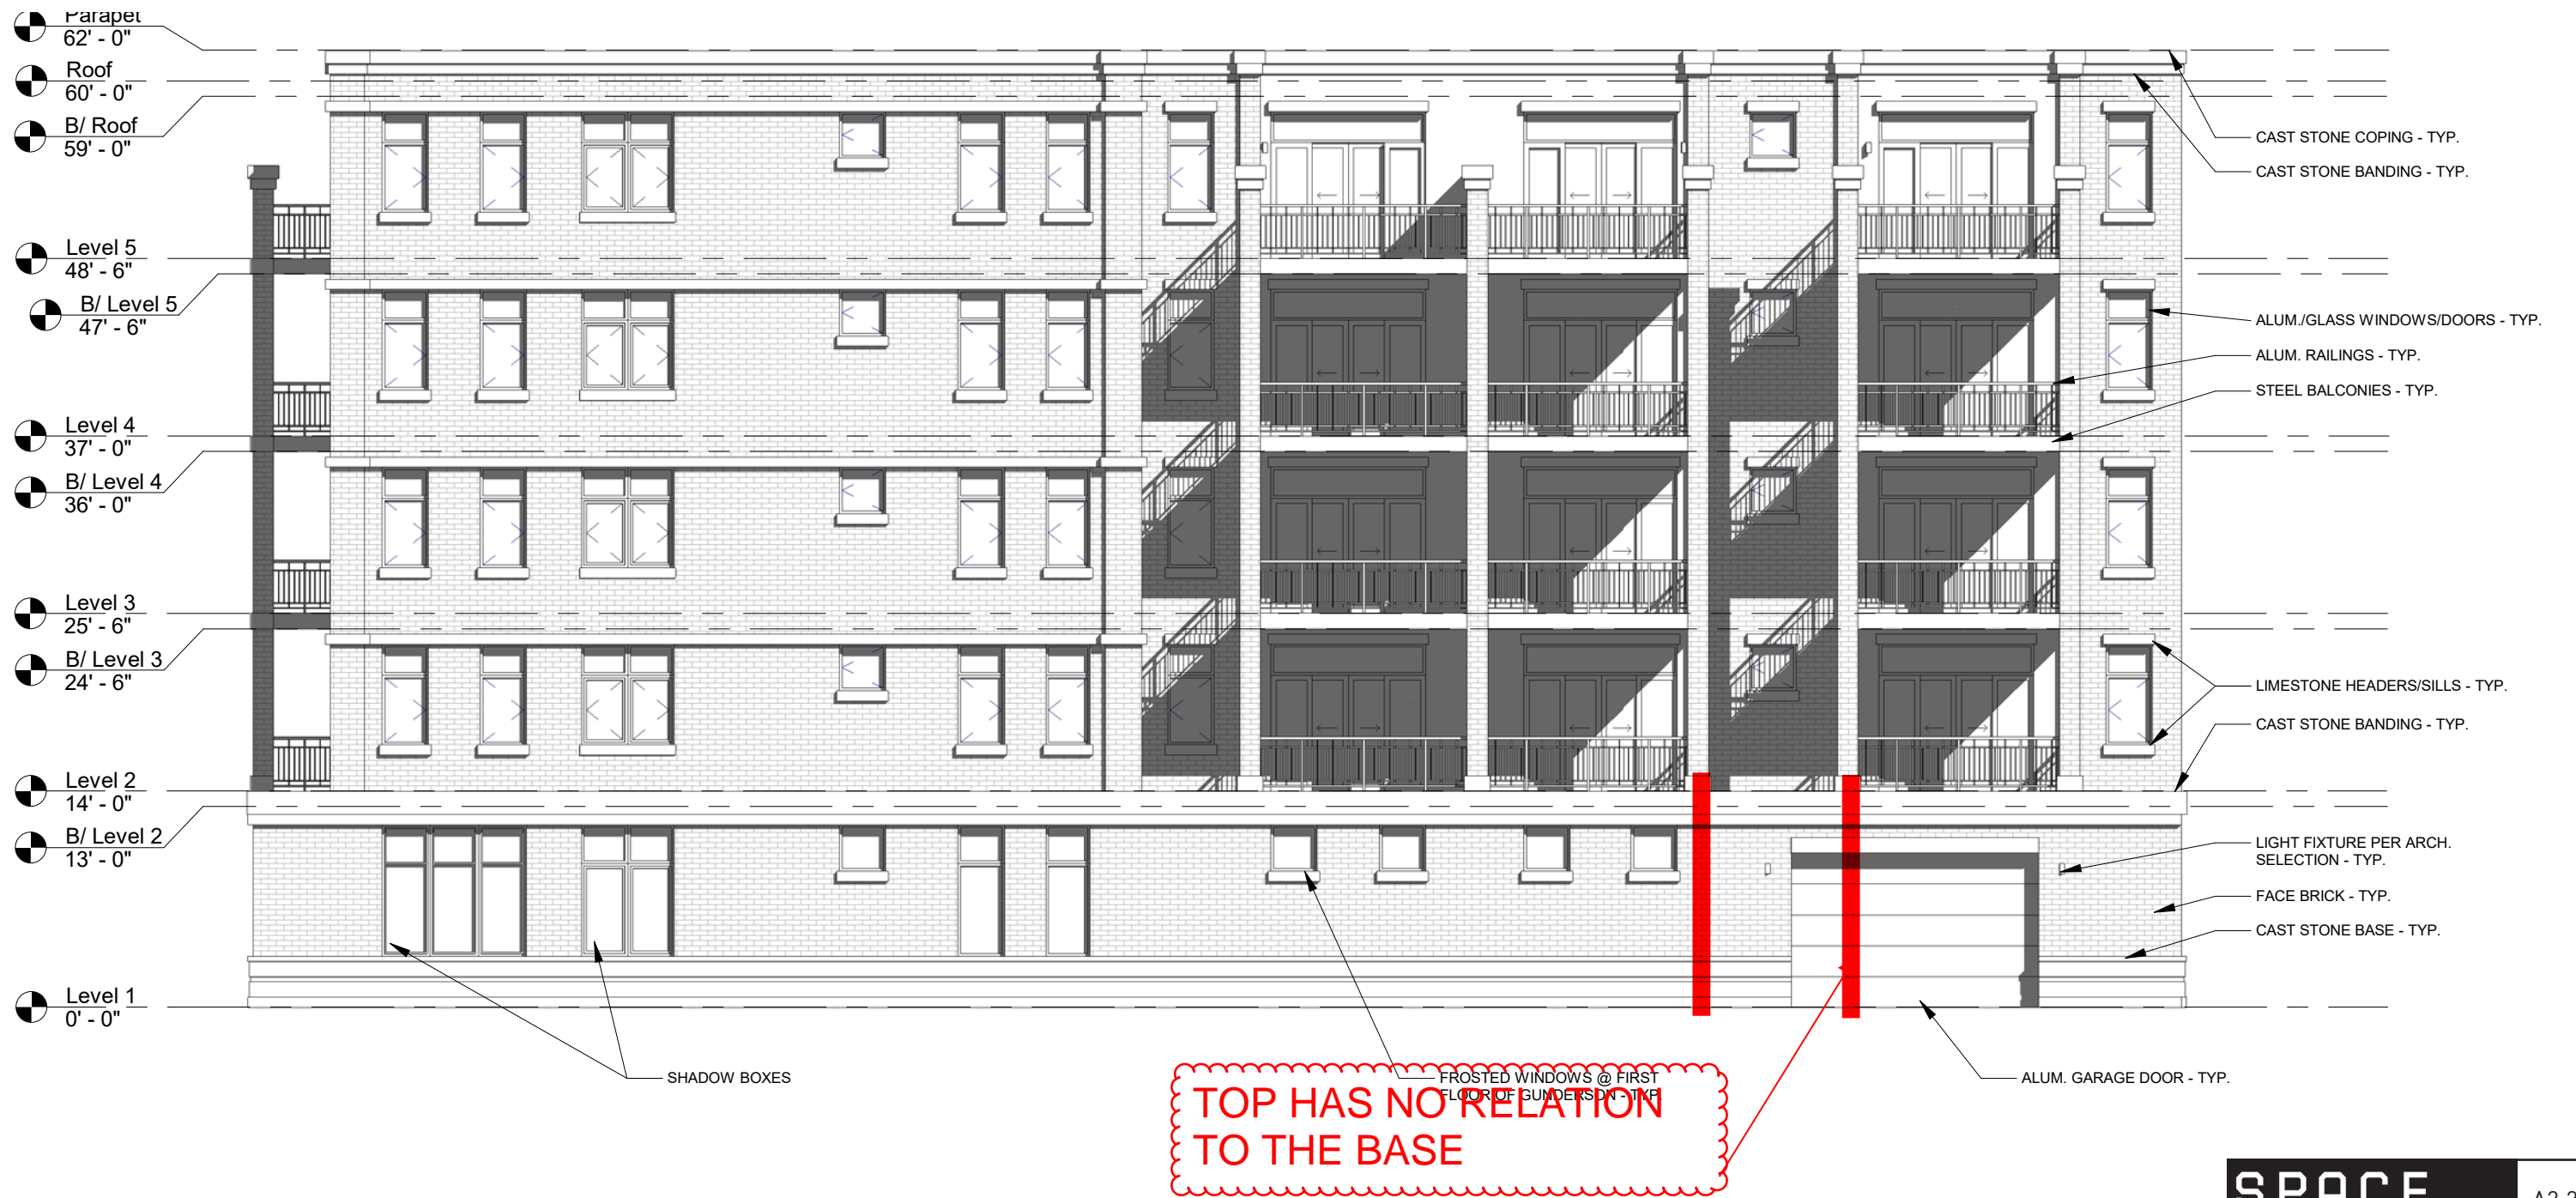 Parapet
62' - 0"
Roof
60' - 0"
B/ Roof
59' - 0"
Level 5
48' - 6"
B/ Level 5
47' - 6"
Level 4
37' - 0"
B/ Level 4
36' - 0"
Level 3
25' - 6"
B/ Level 3
24' - 6"
Level 2
14' - 0"
B/ Level 2
13' - 0"
Level 1
0' - 0"
CAST STONE COPING - TYP.
CAST STONE BANDING - TYP.
ALUM./GLASS WINDOWS/DOORS - TYP.
ALUM. RAILINGS - TYP.
STEEL BALCONIES - TYP.
LIMESTONE HEADERS/SILLS - TYP.
CAST STONE BANDING - TYP.
LIGHT FIXTURE PER ARCH.
SELECTION - TYP.
FACE BRICK - TYP.
CAST STONE BASE - TYP.
SHADOW BOXES
FROSTED WINDOWS @ FIRST
FLOOR OF GUNDERSON - TYP.
ALUM. GARAGE DOOR - TYP.
TOP HAS NO RELATION
TO THE BASE
SPACE